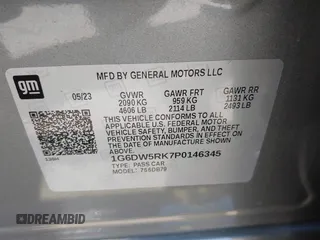 gm
MFD BY GENERAL MOTORS LLC
05/23 GVWR GAWR FRT GAWR RR
2090 KG 959 KG 1131 KG
4606 LB 2114 LB 2493 LB
THIS VEHICLE CONFORMS TO ALL
APPLICABLE U.S. FEDERAL MOTOR
VEHICLE SAFETY, BUMPER, AND THEFT
PREVENTION STANDARDS IN EFFECT
ON THE DATE OF MANUFACTURE
SHOWN ABOVE.
1G6DW5RK7P0146345
TYPE: PASS CAR
MODEL:
DREAMBID